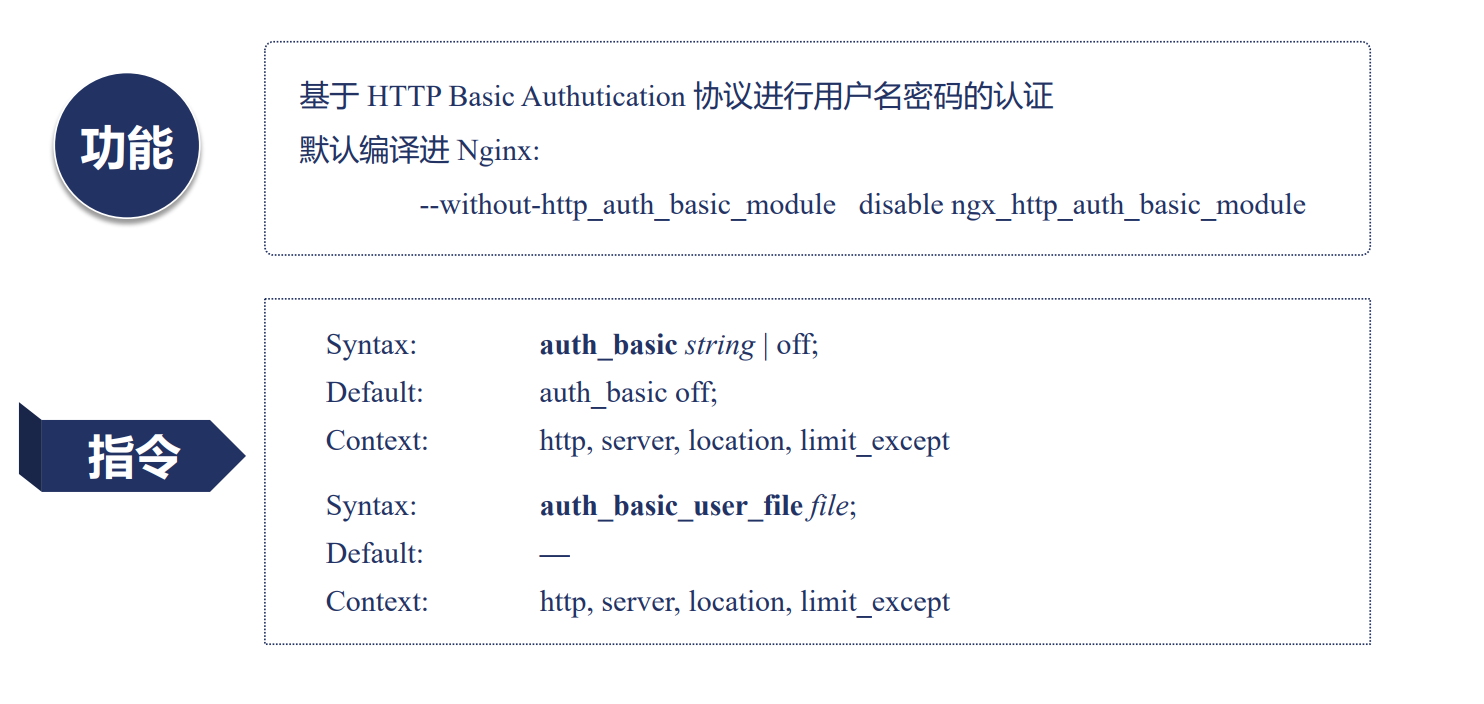 功能
基于 HTTP Basic Authutication 协议进行用户名密码的认证
默认编译进 Nginx:
--without-http_auth_basic_module disable ngx_http_auth_basic_module
指令
Syntax: auth_basic string | off;
Default: auth_basic off;
Context: http, server, location, limit_except
Syntax: auth_basic_user_file file;
Default: —
Context: http, server, location, limit_except